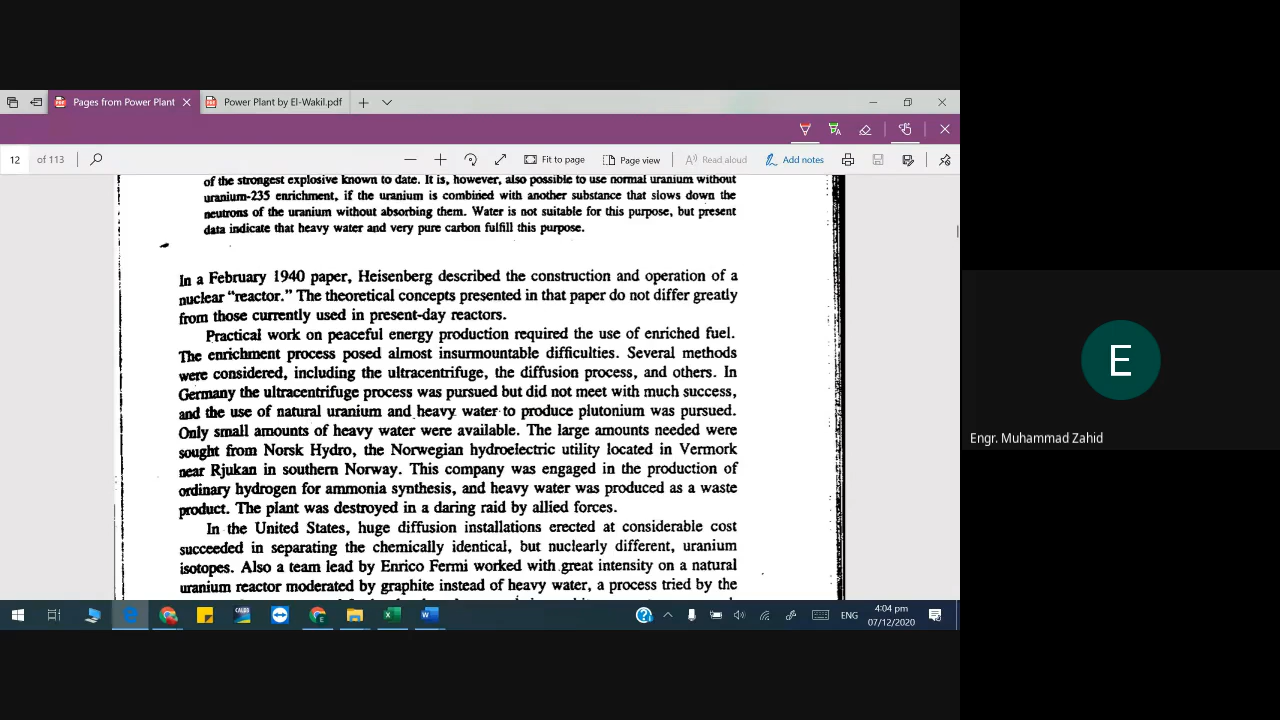 Pages from Power Plant
Power Plant by El-Wakil.pdf
12 of 113
Fit to page
Page view
Read aloud
Add notes
of the strongest explosive known to date. It is, however, also possible to use normal uranium without
uranium-235 enrichment, if the uranium is combined with another substance that slows down the
neutrons of the uranium without absorbing them. Water is not suitable for this purpose, but present
data indicate that heavy water and very pure carbon fulfill this purpose.
In a February 1940 paper, Heisenberg described the construction and operation of a
nuclear “reactor.” The theoretical concepts presented in that paper do not differ greatly
from those currently used in present-day reactors.
Practical work on peaceful energy production required the use of enriched fuel.
The enrichment process posed almost insurmountable difficulties. Several methods
were considered, including the ultracentrifuge, the diffusion process, and others. In
Germany the ultracentrifuge process was pursued but did not meet with much success,
and the use of natural uranium and heavy water to produce plutonium was pursued.
Only small amounts of heavy water were available. The large amounts needed were
sought from Norsk Hydro, the Norwegian hydroelectric utility located in Vermork
near Rjukan in southern Norway. This company was engaged in the production of
ordinary hydrogen for ammonia synthesis, and heavy water was produced as a waste
product. The plant was destroyed in a daring raid by allied forces.
In the United States, huge diffusion installations erected at considerable cost
succeeded in separating the chemically identical, but nuclearly different, uranium
isotopes. Also a team lead by Enrico Fermi worked with great intensity on a natural
uranium reactor moderated by graphite instead of heavy water, a process tried by the
E
Engr. Muhammad Zahid
ENG
4:04 pm
07/12/2020